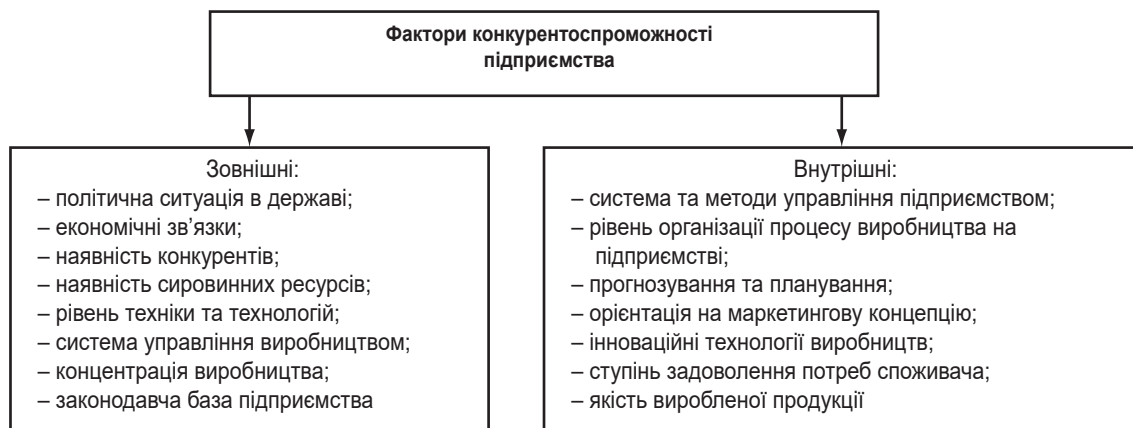 Фактори конкурентоспроможності
підприємства
Зовнішні:
– політична ситуація в державі;
– економічні зв’язки;
– наявність конкурентів;
– наявність сировинних ресурсів;
– рівень техніки та технологій;
– система управління виробництвом;
– концентрація виробництва;
– законодавча база підприємства
Внутрішні:
– система та методи управління підприємством;
– рівень організації процесу виробництва на
підприємстві;
– прогнозування та планування;
– орієнтація на маркетингову концепцію;
– інноваційні технології виробництв;
– ступінь задоволення потреб споживача;
– якість виробленої продукції